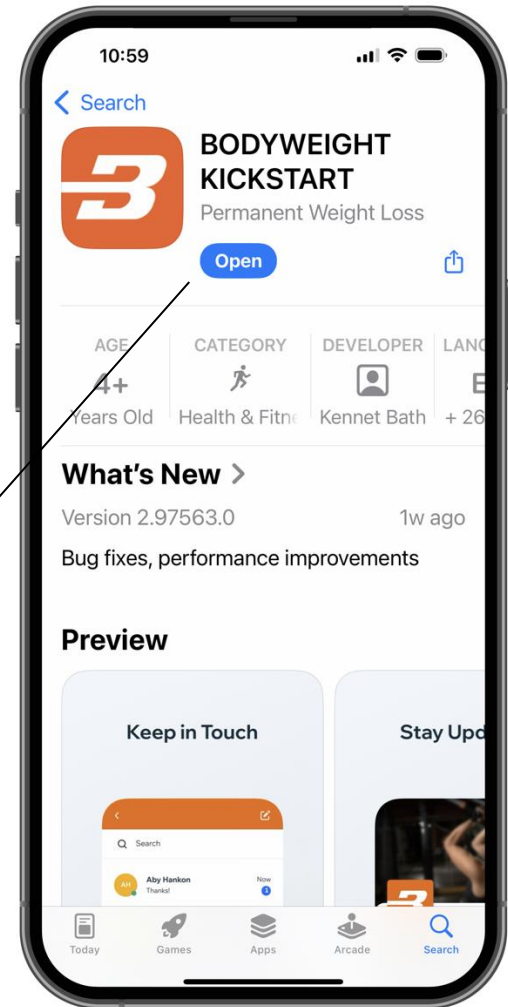 10:59
Search
BODYWEIGHT
KICKSTART
Permanent Weight Loss
Open
AGE
4+
Years Old
CATEGORY
Health & Fitne
DEVELOPER
Kennet Bath
LANG
E
+ 26
What's New
Version 2.97563.0
1w ago
Bug fixes, performance improvements
Preview
Keep in Touch
Search
AH
Aby Hankon
Now
Thanks!
1
Stay Upd
Today
Games
Apps
Arcade
Search